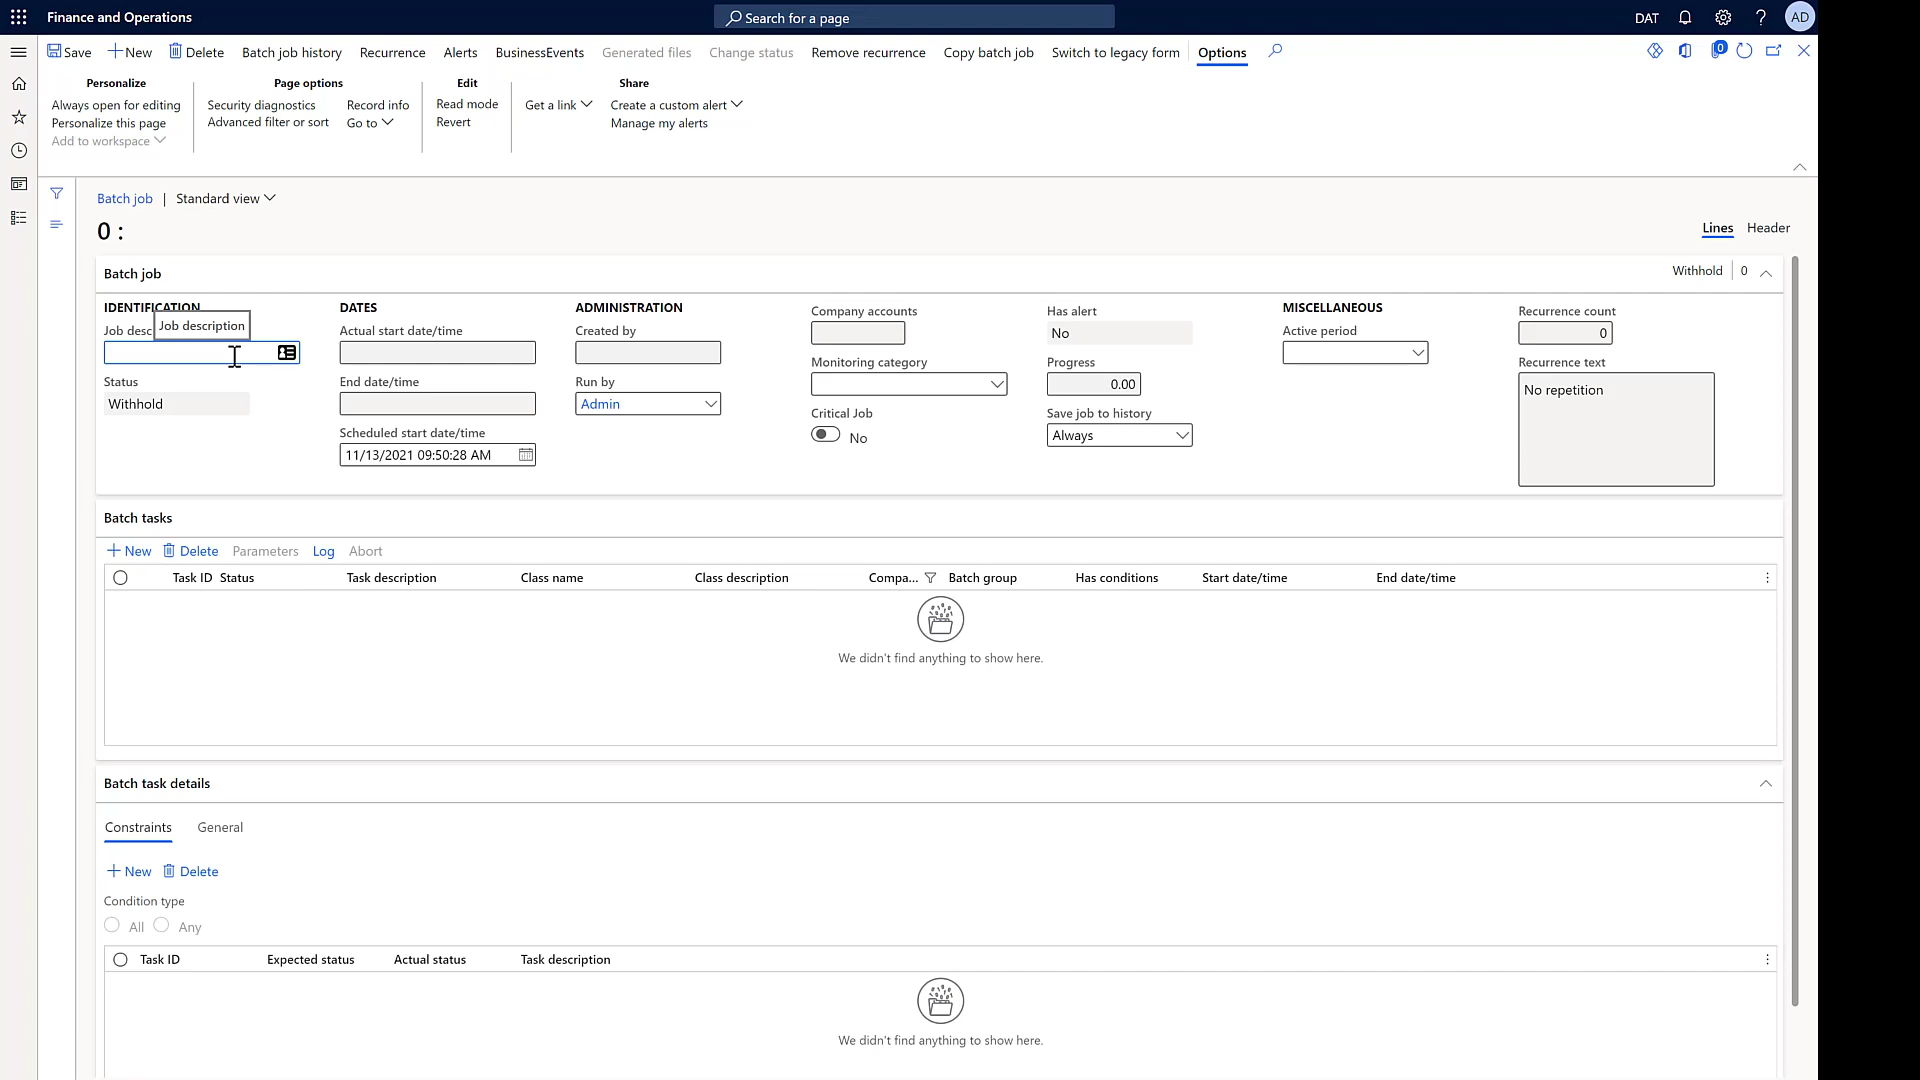 Finance and Operations
Search for a page
DAT
AD
Save
New
Delete
Batch job history
Recurrence
Alerts
BusinessEvents
Generated files
Change status
Remove recurrence
Copy batch job
Switch to legacy form
Options
0
Personalize
Always open for editing
Personalize this page
Add to workspace
Page options
Security diagnostics
Advanced filter or sort
Record info
Go to
Edit
Read mode
Revert
Get a link
Share
Create a custom alert
Manage my alerts
Batch job | Standard view
0 :
Lines
Header
Batch job
Withhold
0
IDENTIFICATION
Job desc
Job description
Status
Withhold
DATES
Actual start date/time
End date/time
Scheduled start date/time
11/13/2021 09:50:28 AM
ADMINISTRATION
Created by
Run by
Admin
Company accounts
Monitoring category
Critical Job
No
Has alert
No
Progress
0.00
Save job to history
Always
MISCELLANEOUS
Active period
Recurrence count
0
Recurrence text
No repetition
Batch tasks
New
Delete
Parameters
Log
Abort
Task ID
Status
Task description
Class name
Class description
Compa...
Batch group
Has conditions
Start date/time
End date/time
We didn't find anything to show here.
Batch task details
Constraints
General
New
Delete
Condition type
All
Any
Task ID
Expected status
Actual status
Task description
We didn't find anything to show here.